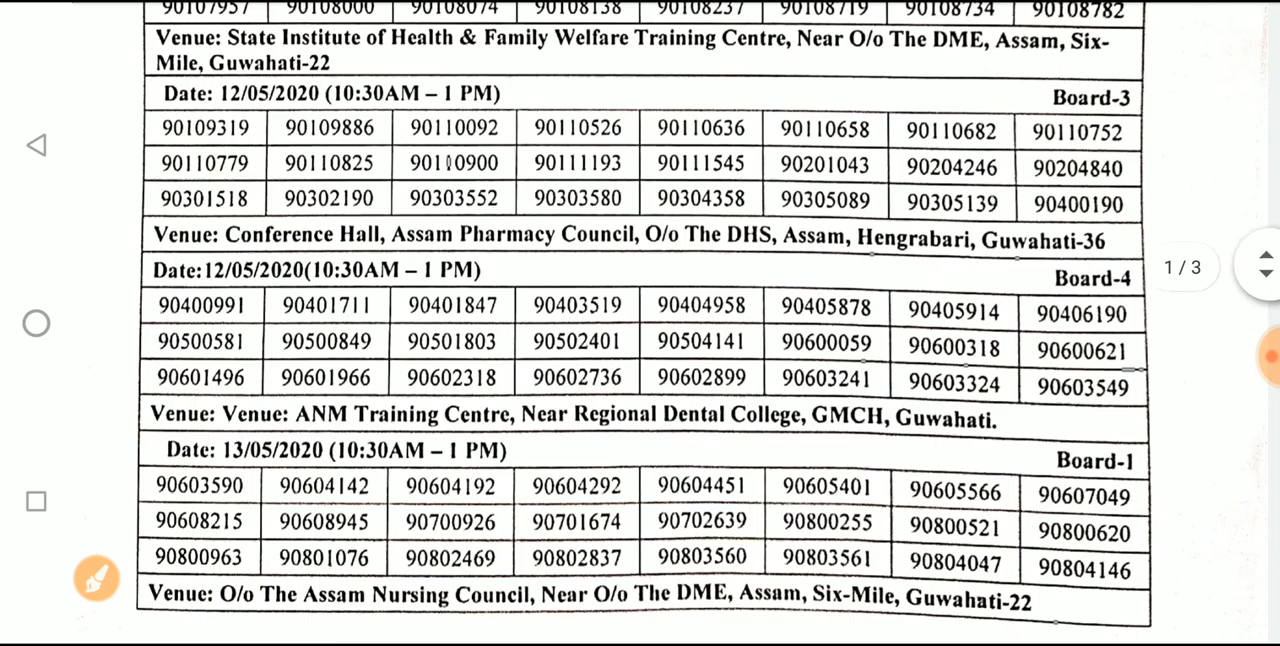 90107957 90108000 90108074 90108138 90108237 90108719 90108734 90108782
Venue: State Institute of Health & Family Welfare Training Centre, Near O/o The DME, Assam, Six-
Mile, Guwahati-22
Date: 12/05/2020 (10:30AM – 1 PM) Board-3
90109319 90109886 90110092 90110526 90110636 90110658 90110682 90110752
90110779 90110825 90110900 90111193 90111545 90201043 90204246 90204840
90301518 90302190 90303552 90303580 90304358 90305089 90305139 90400190
Venue: Conference Hall, Assam Pharmacy Council, O/o The DHS, Assam, Hengrabari, Guwahati-36
Date:12/05/2020(10:30AM – 1 PM) Board-4
90400991 90401711 90401847 90403519 90404958 90405878 90405914 90406190
90500581 90500849 90501803 90502401 90504141 90600059 90600318 90600621
90601496 90601966 90602318 90602736 90602899 90603241 90603324 90603549
Venue: Venue: ANM Training Centre, Near Regional Dental College, GMCH, Guwahati.
Date: 13/05/2020 (10:30AM – 1 PM) Board-1
90603590 90604142 90604192 90604292 90604451 90605401 90605566 90607049
90608215 90608945 90700926 90701674 90702639 90800255 90800521 90800620
90800963 90801076 90802469 90802837 90803560 90803561 90804047 90804146
Venue: O/o The Assam Nursing Council, Near O/o The DME, Assam, Six-Mile, Guwahati-22
1 / 3